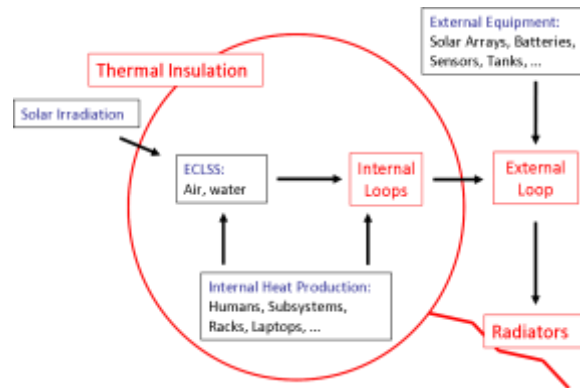 External Equipment:
Solar Arrays, Batteries,
Sensors, Tanks, ...
Thermal Insulation
Solar Irradiation
ECLSS:
Air, water
Internal
Loops
External
Loop
Internal Heat Production:
Humans, Subsystems,
Racks, Laptops, ...
Radiators